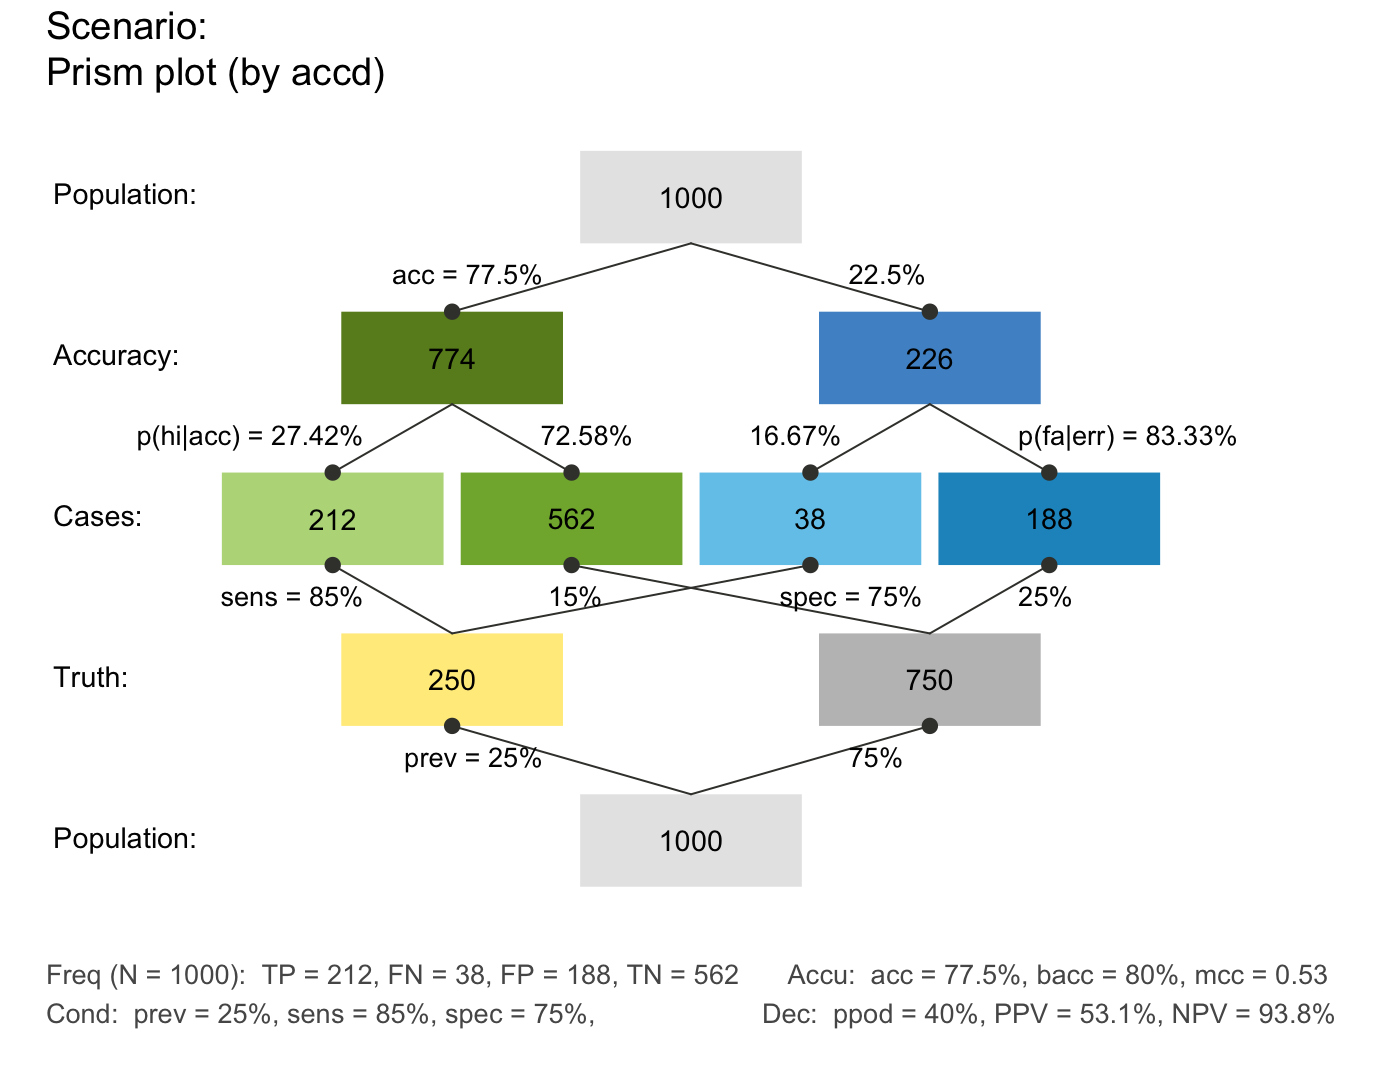 Scenario:
Prism plot (by accd)
Population:
1000
acc = 77.5%
22.5%
Accuracy:
774
226
p(hi|acc) = 27.42%
72.58%
16.67%
p(fa|err) = 83.33%
Cases:
212
562
38
188
sens = 85%
15%
spec = 75%
25%
Truth:
250
750
prev = 25%
75%
Population:
1000
Freq (N = 1000):  TP = 212, FN = 38, FP = 188, TN = 562
Accu:  acc = 77.5%, bacc = 80%, mcc = 0.53
Cond:  prev = 25%, sens = 85%, spec = 75%,
Dec:  ppod = 40%, PPV = 53.1%, NPV = 93.8%